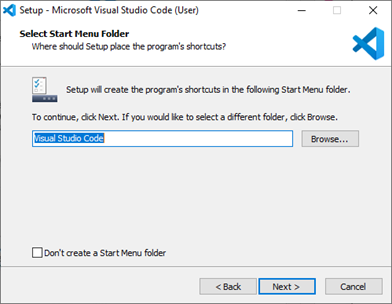 Setup - Microsoft Visual Studio Code (User)
Select Start Menu Folder
Where should Setup place the program's shortcuts?
Setup will create the program's shortcuts in the following Start Menu folder.
To continue, click Next. If you would like to select a different folder, click Browse.
Visual Studio Code
Browse...
Don't create a Start Menu folder
< Back
Next >
Cancel